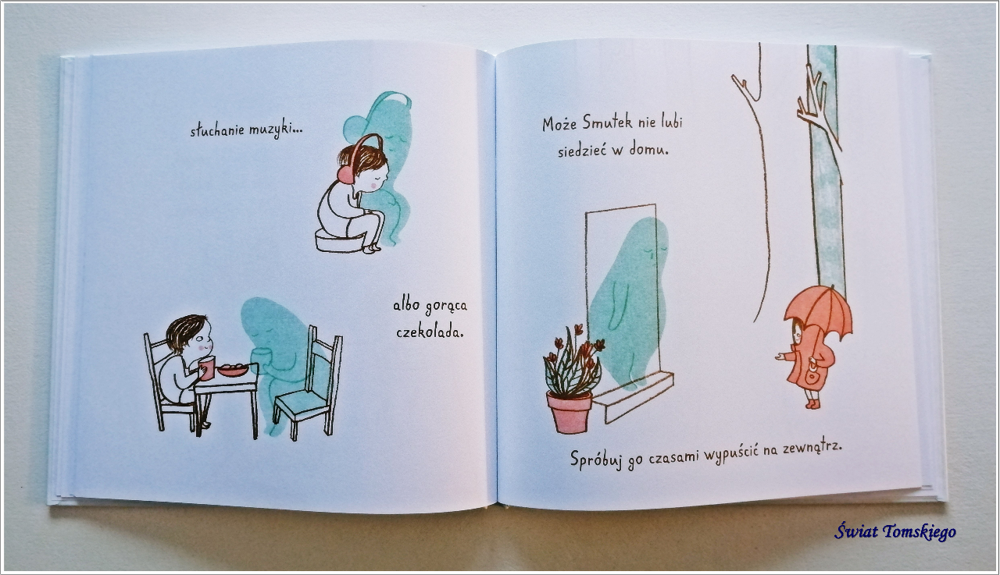 słuchanie muzyki...
albo gorąca
czekolada.
Może Smutek nie lubi
siedzieć w domu.
Spróbuj go czasami wypuścić na zewnątrz.
Świat Tomskiego